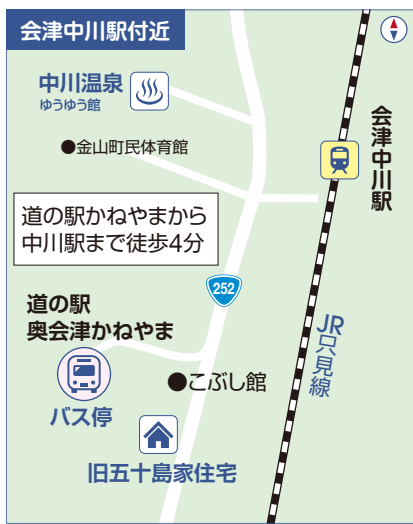 会津中川駅付近
中川温泉
ゆうゆう館
●金山町民体育館
会津中川駅
道の駅かねやまから
中川駅まで徒歩4分
252
道の駅
奥会津かねやま
JR只見線
●こぶし館
バス停
旧五十島家住宅